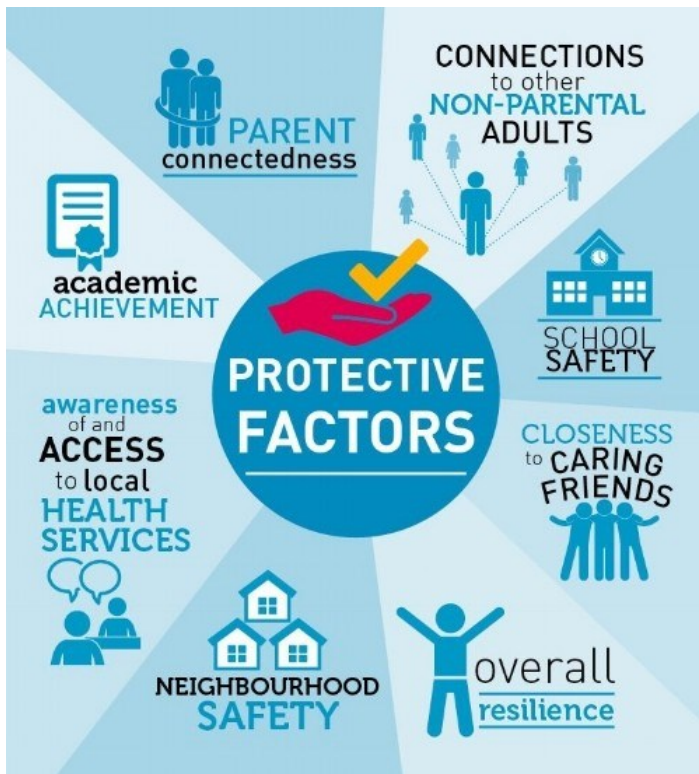 PROTECTIVE
FACTORS
PARENT
connectedness
CONNECTIONS
to other
NON-PARENTAL
ADULTS
SCHOOL
SAFETY
CLOSENESS
to CARING
FRIENDS
overall
resilience
NEIGHBOURHOOD
SAFETY
awareness
of and
ACCESS
to local
HEALTH
SERVICES
academic
ACHIEVEMENT